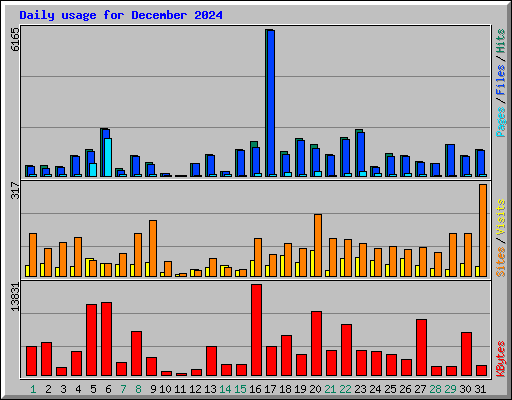 Daily usage for December 2024
6165
Pages / Files / Hits
317
Sites / Visits
13831
KBytes
1 2 3 4 5 6 7 8 9 10 11 12 13 14 15 16 17 18 19 20 21 22 23 24 25 26 27 28 29 30 31